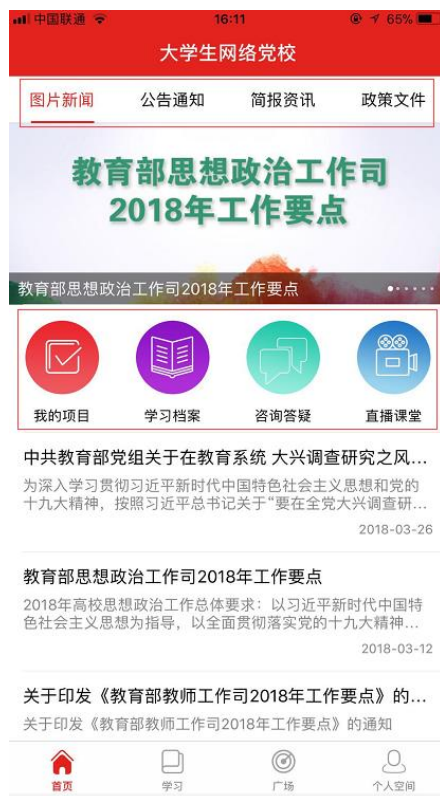 中国联通
16:11
65%
大学生网络党校
图片新闻
公告通知
简报资讯
政策文件
教育部思想政治工作司
2018年工作要点
教育部思想政治工作司2018年工作要点
我的项目
学习档案
咨询答疑
直播课堂
中共教育部党组关于在教育系统 大兴调查研究之风...
为深入学习贯彻习近平新时代中国特色社会主义思想和党的
十九大精神，按照习近平总书记关于“要在全党大兴调查研...
2018-03-26
教育部思想政治工作司2018年工作要点
2018年高校思想政治工作总体要求：以习近平新时代中国特
色社会主义思想为指导，以全面贯彻落实党的十九大精神...
2018-03-12
关于印发《教育部教师工作司2018年工作要点》的...
关于印发《教育部教师工作司2018年工作要点》的通知
首页
学习
广场
个人空间